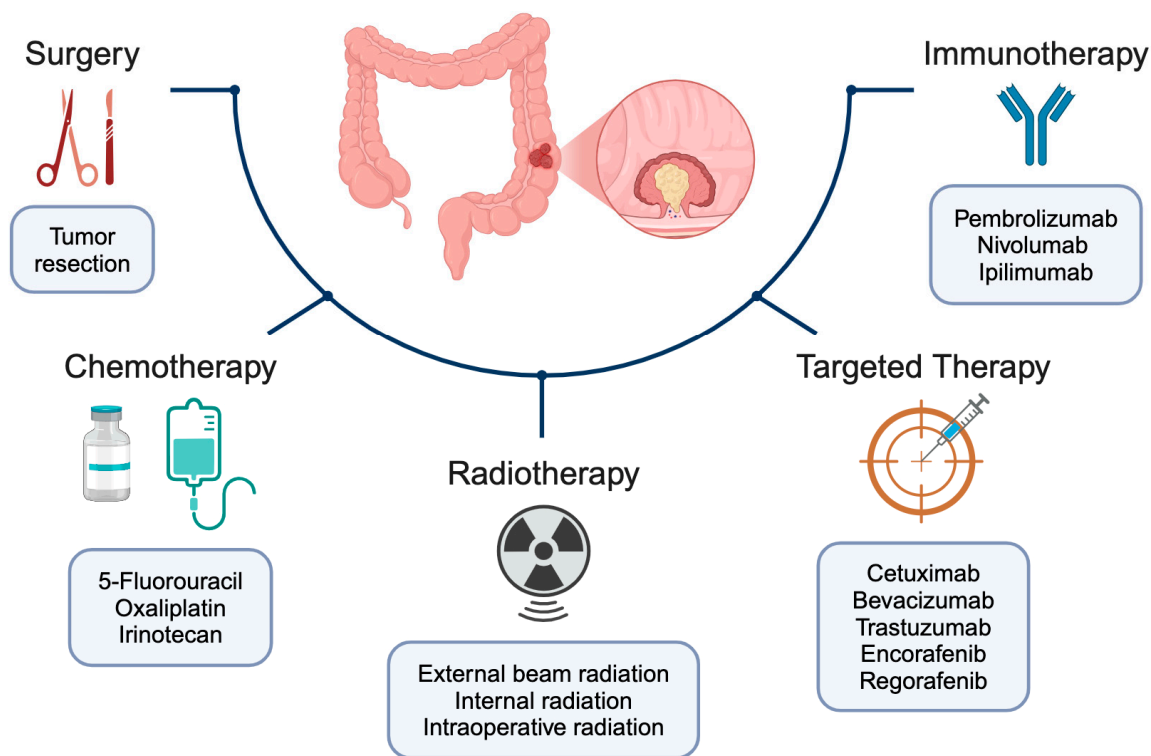 Surgery
Tumor
resection
Chemotherapy
5-Fluorouracil
Oxaliplatin
Irinotecan
Radiotherapy
External beam radiation
Internal radiation
Intraoperative radiation
Targeted Therapy
Cetuximab
Bevacizumab
Trastuzumab
Encorafenib
Regorafenib
Immunotherapy
Pembrolizumab
Nivolumab
Ipilimumab